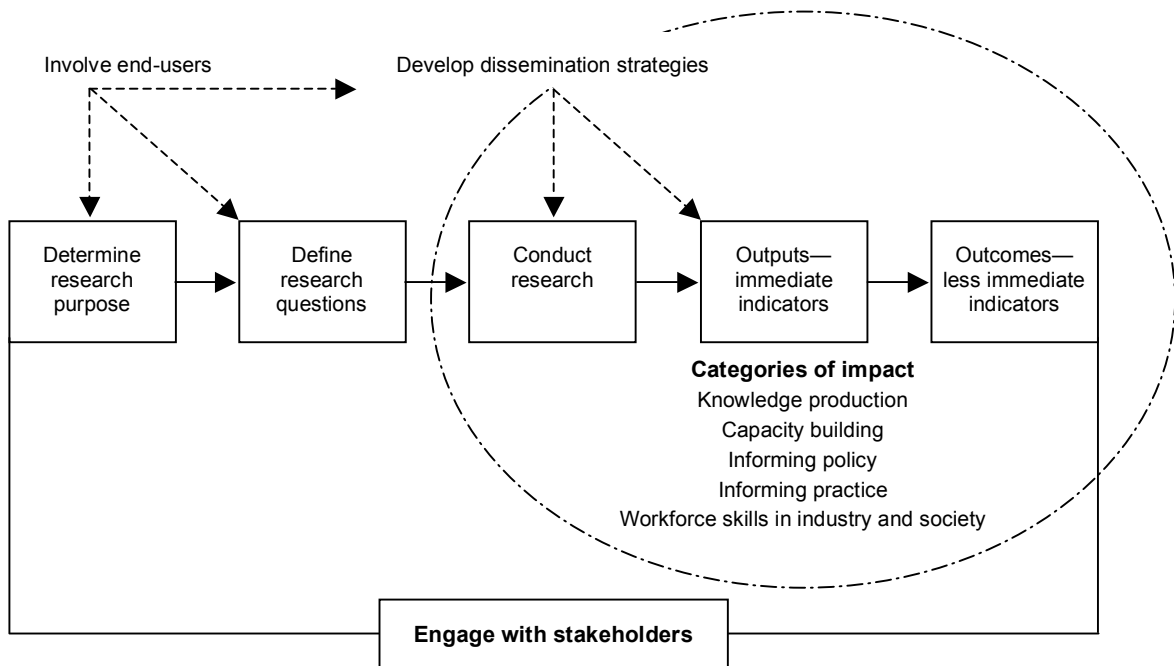 Involve end-users
Develop dissemination strategies
Determine
research
purpose
Define
research
questions
Conduct
research
Outputs—
immediate
indicators
Outcomes—
less immediate
indicators
Categories of impact
Knowledge production
Capacity building
Informing policy
Informing practice
Workforce skills in industry and society
Engage with stakeholders